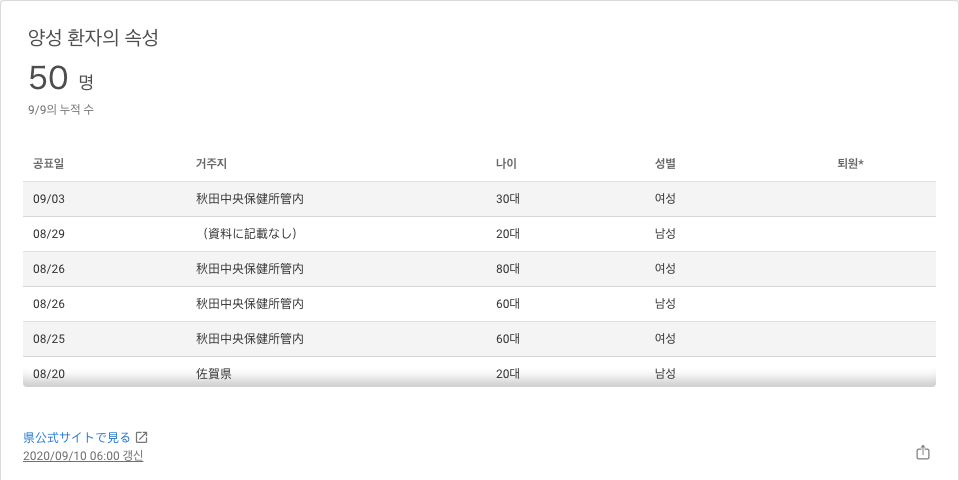 양성 환자의 속성
50 명
9/9의 누적 수
공표일 거주지 나이 성별 퇴원*
09/03 秋田中央保健所管内 30대 여성
08/29 （資料に記載なし） 20대 남성
08/26 秋田中央保健所管内 80대 여성
08/26 秋田中央保健所管内 60대 남성
08/25 秋田中央保健所管内 60대 여성
08/20 佐賀県 20대 남성
県公式サイトで見る
2020/09/10 06:00 갱신